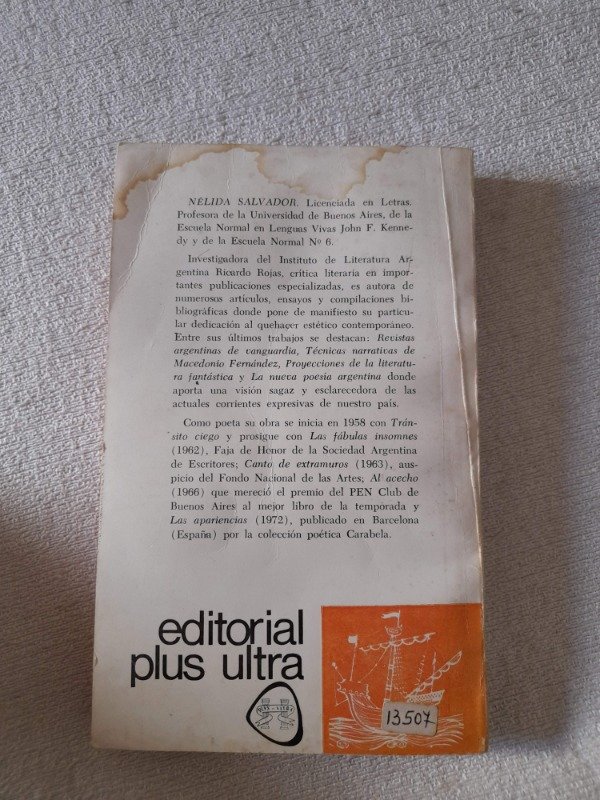 NÉLIDA SALVADOR. Licenciada en Letras.
Profesora de la Universidad de Buenos Aires, de la
Escuela Normal en Lenguas Vivas John F. Kenne-
dy y de la Escuela Normal Nº 6.
Investigadora del Instituto de Literatura Ar-
gentina Ricardo Rojas, crítica literaria en impor-
tantes publicaciones especializadas, es autora de
numerosos artículos, ensayos y compilaciones bi-
bliográficas donde pone de manifiesto su particu-
lar dedicación al quehacer estético contemporáneo.
Entre sus últimos trabajos se destacan: Revistas
argentinas de vanguardia, Técnicas narrativas de
Macedonio Fernández, Proyecciones de la literatu-
ra fantástica y La nueva poesía argentina donde
aporta una visión sagaz y esclarecedora de las
actuales corrientes expresivas de nuestro país.
Como poeta su obra se inicia en 1958 con Trán-
sito ciego y prosigue con Las fábulas insomnes
(1962), Faja de Honor de la Sociedad Argentina
de Escritores; Canto de extramuros (1963), aus-
picio del Fondo Nacional de las Artes; Al acecho
(1966) que mereció el premio del PEN Club de
Buenos Aires al mejor libro de la temporada y
Las apariencias (1972), publicado en Barcelona
(España) por la colección poética Carabela.
editorial
plus ultra
PLUS ULTRA
13.507